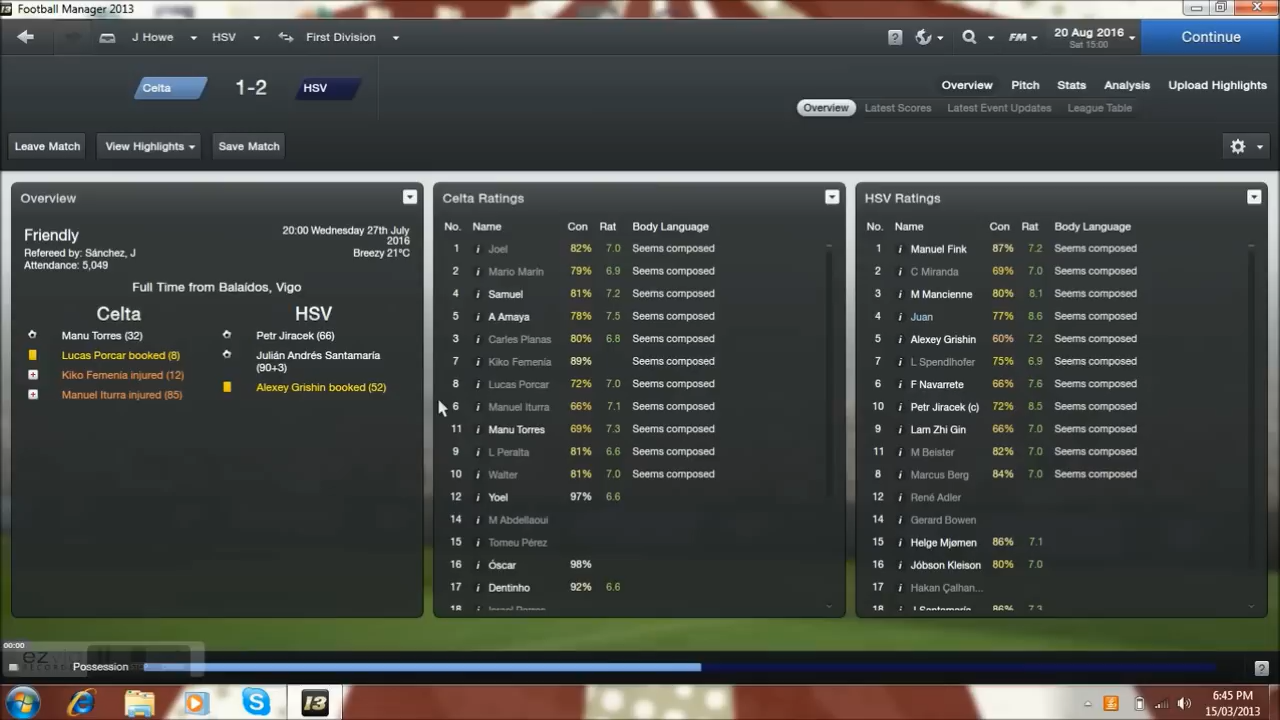 Football Manager 2013
J Howe HSV First Division FM 20 Aug 2016 Continue
Sat 15:00
Celta 1-2 HSV
Overview Pitch Stats Analysis Upload Highlights
Overview Latest Scores Latest Event Updates League Table
Leave Match View Highlights Save Match
Overview
Friendly
20:00 Wednesday 27th July
2016
Refereed by: Sánchez, J
Breezy 21°C
Attendance: 5,049
Full Time from Balaídos, Vigo
Celta HSV
Manu Torres (32) Petr Jiracek (66)
Lucas Porcar booked (8) Julián Andrés Santamaría
(90+3)
Kiko Femenía injured (12) Alexey Grishin booked (52)
Manuel Iturra injured (85)
Celta Ratings
No. Name Con Rat Body Language
1 i Joel 82% 7.0 Seems composed
2 i Mario Marín 79% 6.9 Seems composed
4 i Samuel 81% 7.2 Seems composed
5 i A Amaya 78% 7.5 Seems composed
3 i Carles Planas 80% 6.8 Seems composed
7 i Kiko Femenía 89% Seems composed
8 i Lucas Porcar 72% 7.0 Seems composed
6 i Manuel Iturra 66% 7.1 Seems composed
11 i Manu Torres 69% 7.3 Seems composed
9 i L Peralta 81% 6.6 Seems composed
10 i Walter 81% 7.0 Seems composed
12 i Yoel 97% 6.6
14 i M Abdellaoui
15 i Tomeu Pérez
16 i Óscar 98%
17 i Dentinho 92% 6.6
18 i
HSV Ratings
No. Name Con Rat Body Language
1 i Manuel Fink 87% 7.2 Seems composed
2 i C Miranda 69% 7.0 Seems composed
3 i M Mancienne 80% 8.1 Seems composed
4 i Juan 77% 8.6 Seems composed
5 i Alexey Grishin 60% 7.2 Seems composed
7 i L Spendlhofer 75% 6.9 Seems composed
6 i F Navarrete 66% 7.6 Seems composed
10 i Petr Jiracek (c) 72% 8.5 Seems composed
9 i Lam Zhi Gin 66% 7.0 Seems composed
11 i M Beister 82% 7.0 Seems composed
8 i Marcus Berg 84% 7.0 Seems composed
12 i René Adler
14 i Gerard Bowen
15 i Helge Mjømen 86% 7.1
16 i Jóbson Kleison 80% 7.0
17 i Hakan Çalhan...
18 i J Santamaría 86% 7.3
00:00
Possession
6:45 PM
15/03/2013